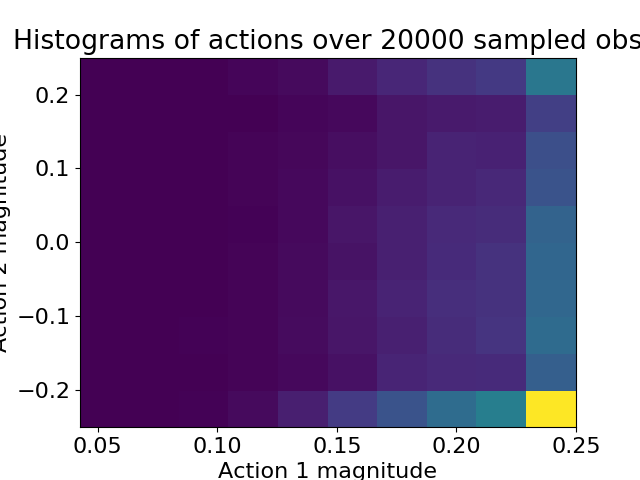 Histograms of actions over 20000 sampled obs
Action 2 magnitude
0.2
0.1
0.0
−0.1
−0.2
0.05 0.10 0.15 0.20 0.25
Action 1 magnitude